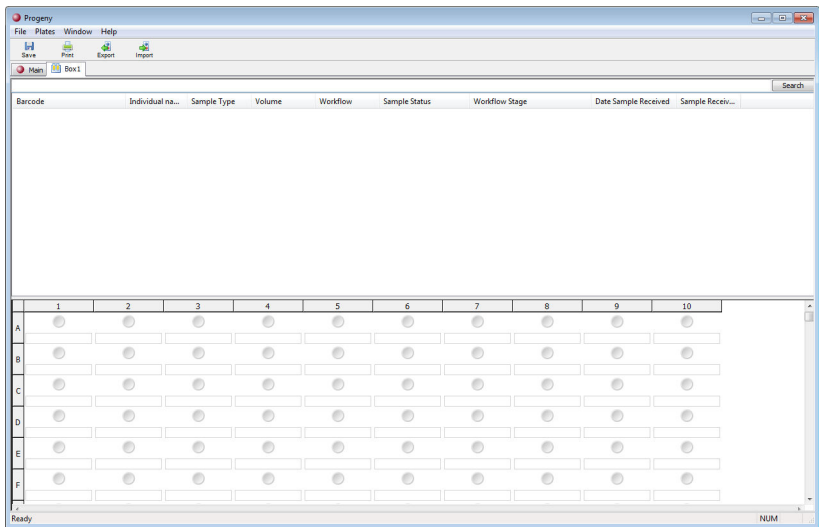 Progeny
File Plates Window Help
Save Print Export Import
Main Box1
Search
Barcode Individual na... Sample Type Volume Workflow Sample Status Workflow Stage Date Sample Received Sample Receiv...
1 2 3 4 5 6 7 8 9 10
A
B
C
D
E
F
Ready NUM